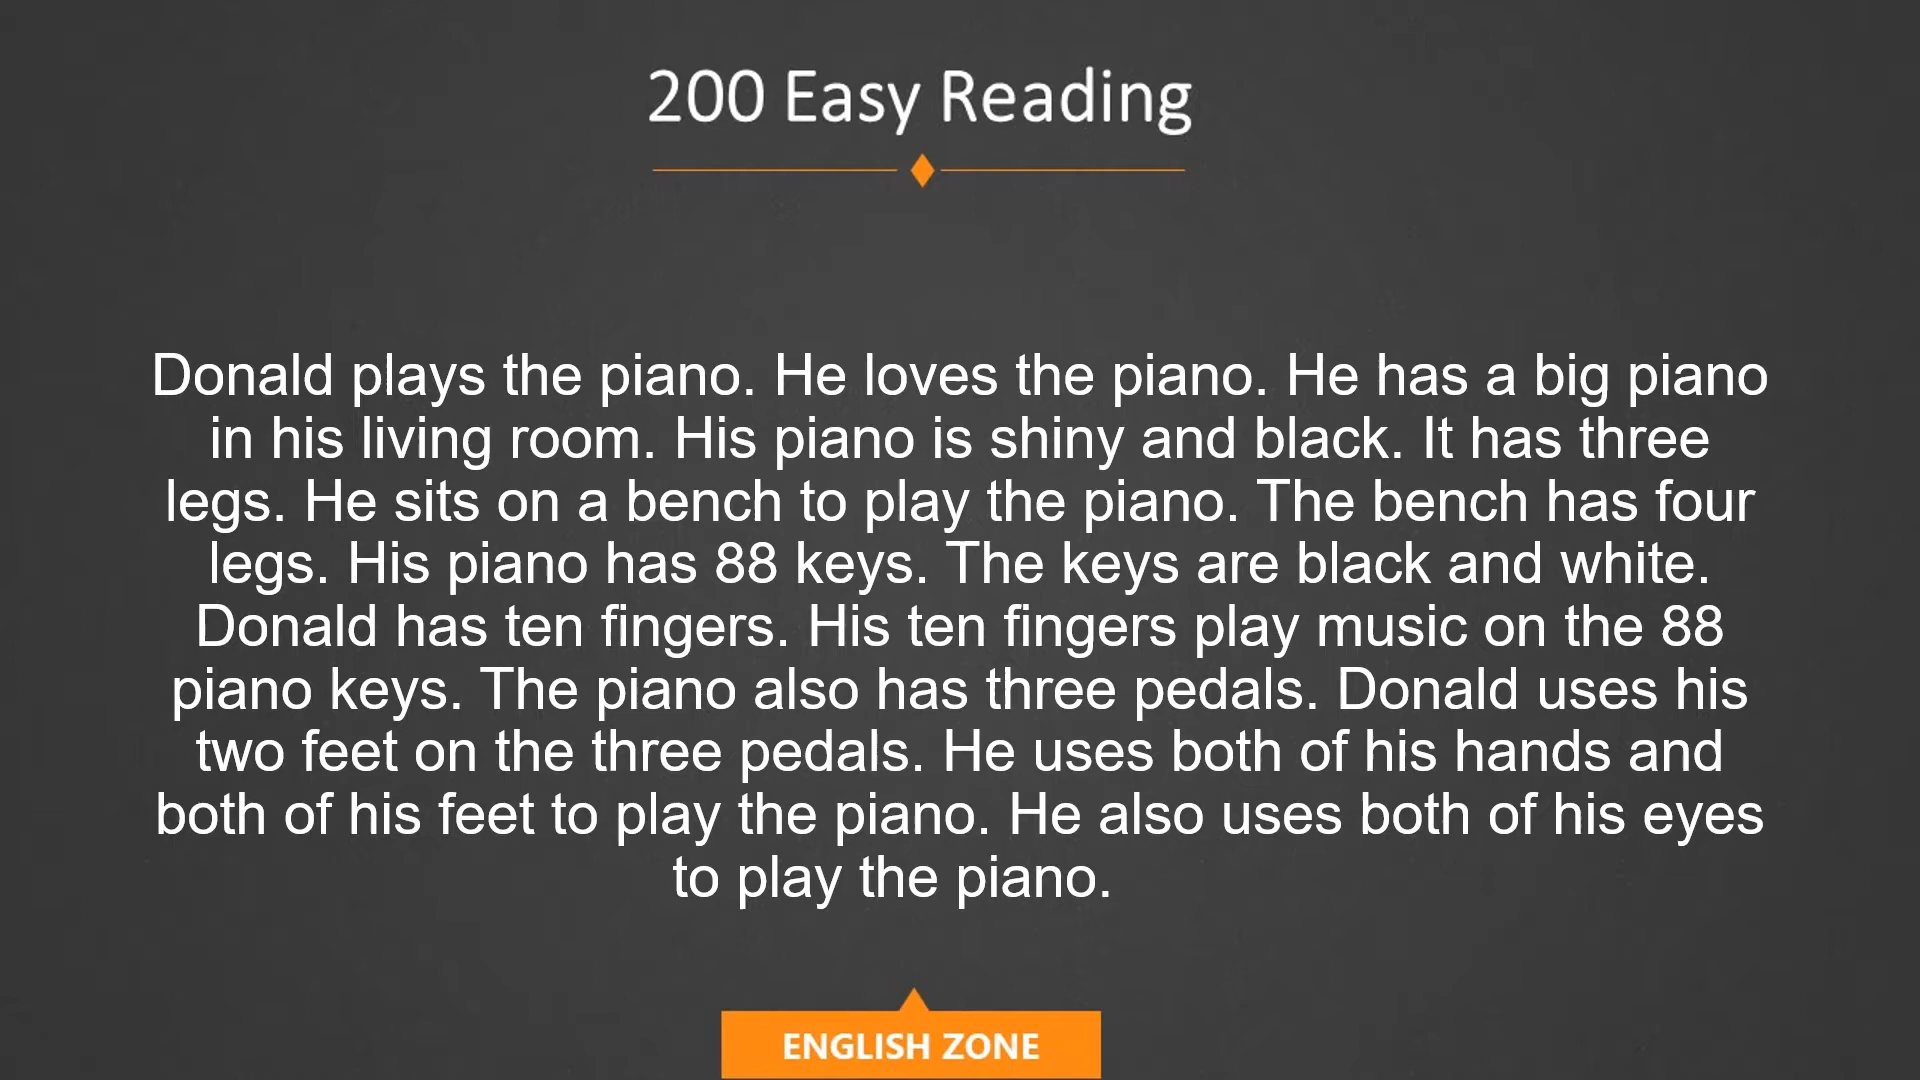 200 Easy Reading
Donald plays the piano. He loves the piano. He has a big piano
in his living room. His piano is shiny and black. It has three
legs. He sits on a bench to play the piano. The bench has four
legs. His piano has 88 keys. The keys are black and white.
Donald has ten fingers. His ten fingers play music on the 88
piano keys. The piano also has three pedals. Donald uses his
two feet on the three pedals. He uses both of his hands and
both of his feet to play the piano. He also uses both of his eyes
to play the piano.
ENGLISH ZONE